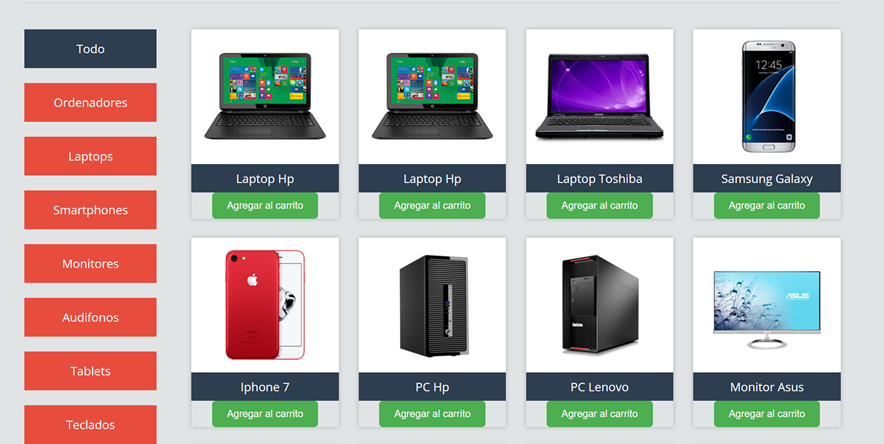 Todo
Ordenadores
Laptops
Smartphones
Monitores
Audifonos
Tablets
Teclados
Laptop Hp
Laptop Hp
Laptop Toshiba
Samsung Galaxy
Agregar al carrito
Agregar al carrito
Agregar al carrito
Agregar al carrito
12:45
ASUS
Iphone 7
PC Hp
PC Lenovo
Monitor Asus
Agregar al carrito
Agregar al carrito
Agregar al carrito
Agregar al carrito